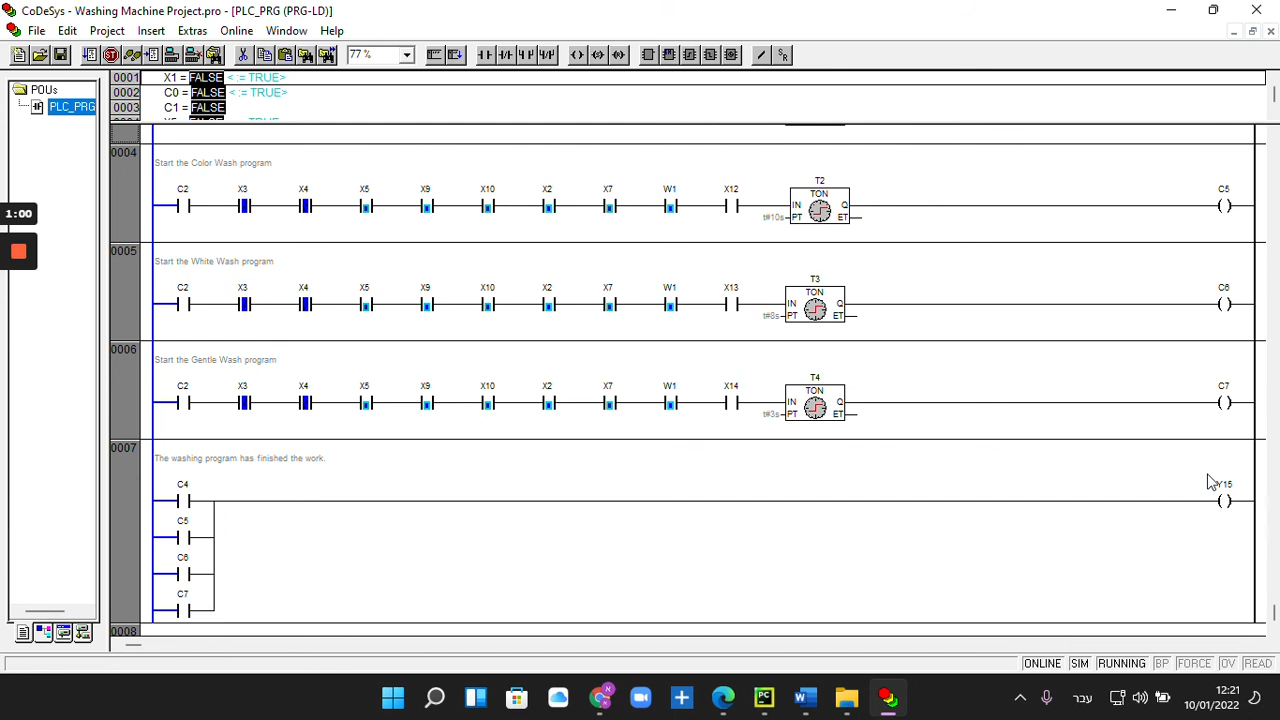 CoDeSys - Washing Machine Project.pro - [PLC_PRG (PRG-LD)]
File Edit Project Insert Extras Online Window Help
77 %
POUs
PLC_PRG
0001 X1 = FALSE < := TRUE>
0002 C0 = FALSE < := TRUE>
0003 C1 = FALSE
0004
Start the Color Wash program
C2 X3 X4 X5 X9 X10 X2 X7 W1 X12 T2 C5
TON
IN Q
t#10s PT ET
0005
Start the White Wash program
C2 X3 X4 X5 X9 X10 X2 X7 W1 X13 T3 C6
TON
IN Q
t#8s PT ET
0006
Start the Gentle Wash program
C2 X3 X4 X5 X9 X10 X2 X7 W1 X14 T4 C7
TON
IN Q
t#3s PT ET
0007
The washing program has finished the work.
C4 Y15
C5
C6
C7
0008
1:00
ONLINE SIM RUNNING BP FORCE OV READ
עבר
12:21
10/01/2022